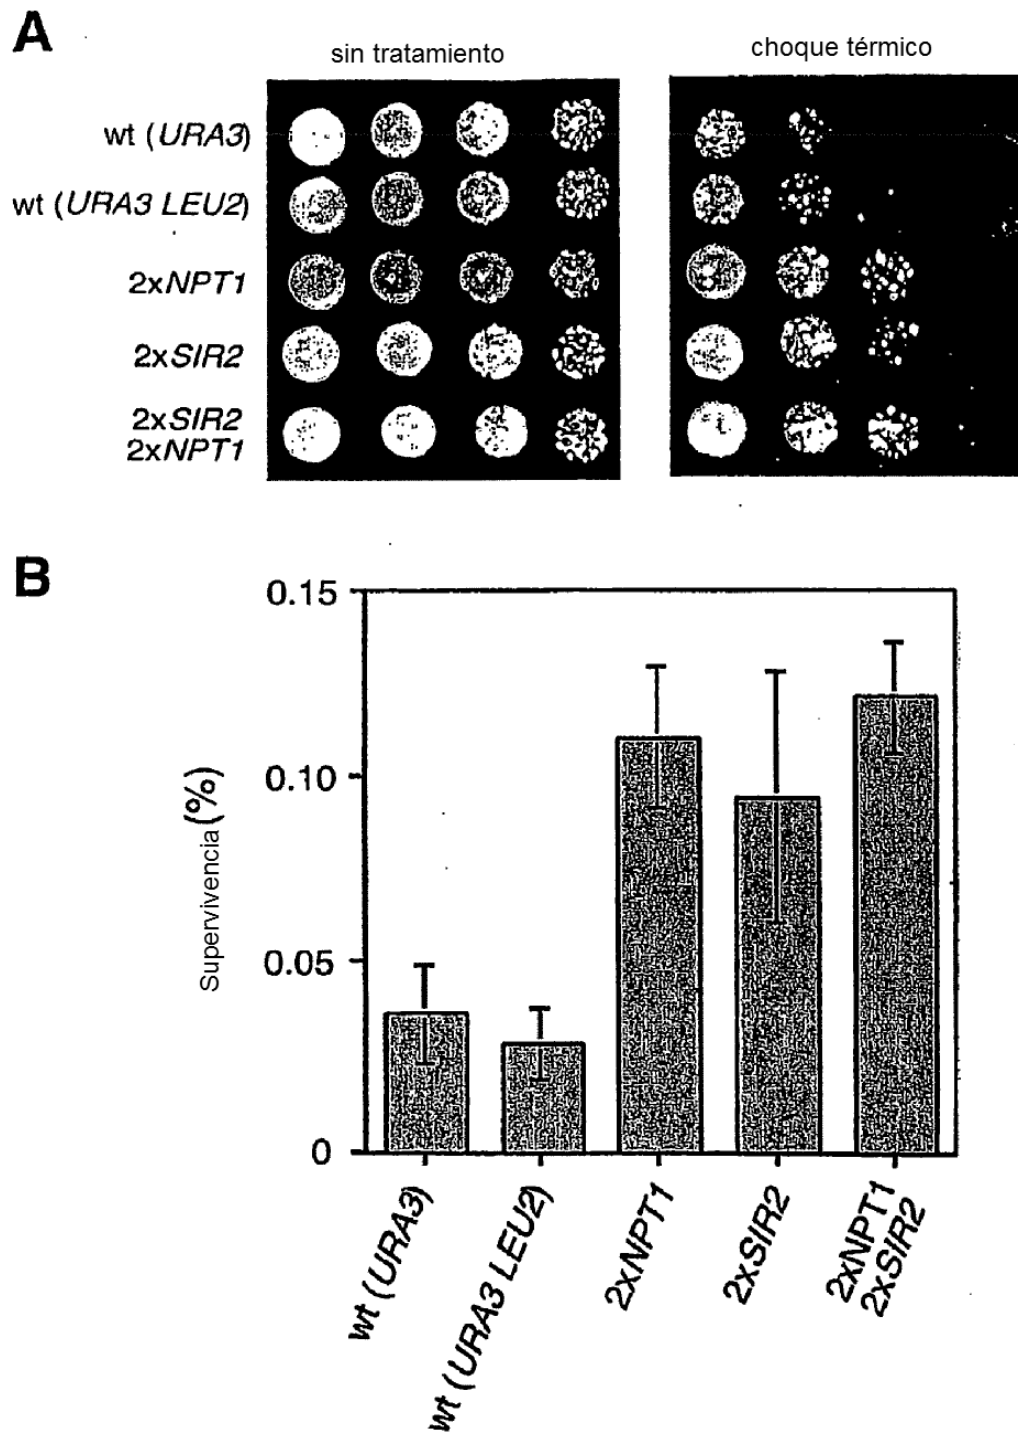 A
sin tratamiento
choque térmico
wt (URA3)
wt (URA3 LEU2)
2xNPT1
2xSIR2
2xSIR2
2xNPT1
B
0.15
0.10
0.05
0
Supervivencia (%)
wt (URA3)
wt (URA3 LEU2)
2xNPT1
2xSIR2
2xNPT1
2xSIR2